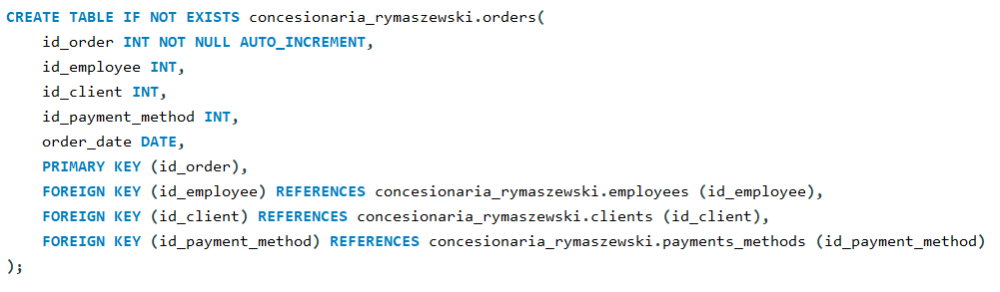 CREATE TABLE IF NOT EXISTS concesionaria_rymaszewski.orders(
    id_order INT NOT NULL AUTO_INCREMENT,
    id_employee INT,
    id_client INT,
    id_payment_method INT,
    order_date DATE,
    PRIMARY KEY (id_order),
    FOREIGN KEY (id_employee) REFERENCES concesionaria_rymaszewski.employees (id_employee),
    FOREIGN KEY (id_client) REFERENCES concesionaria_rymaszewski.clients (id_client),
    FOREIGN KEY (id_payment_method) REFERENCES concesionaria_rymaszewski.payments_methods (id_payment_method)
);